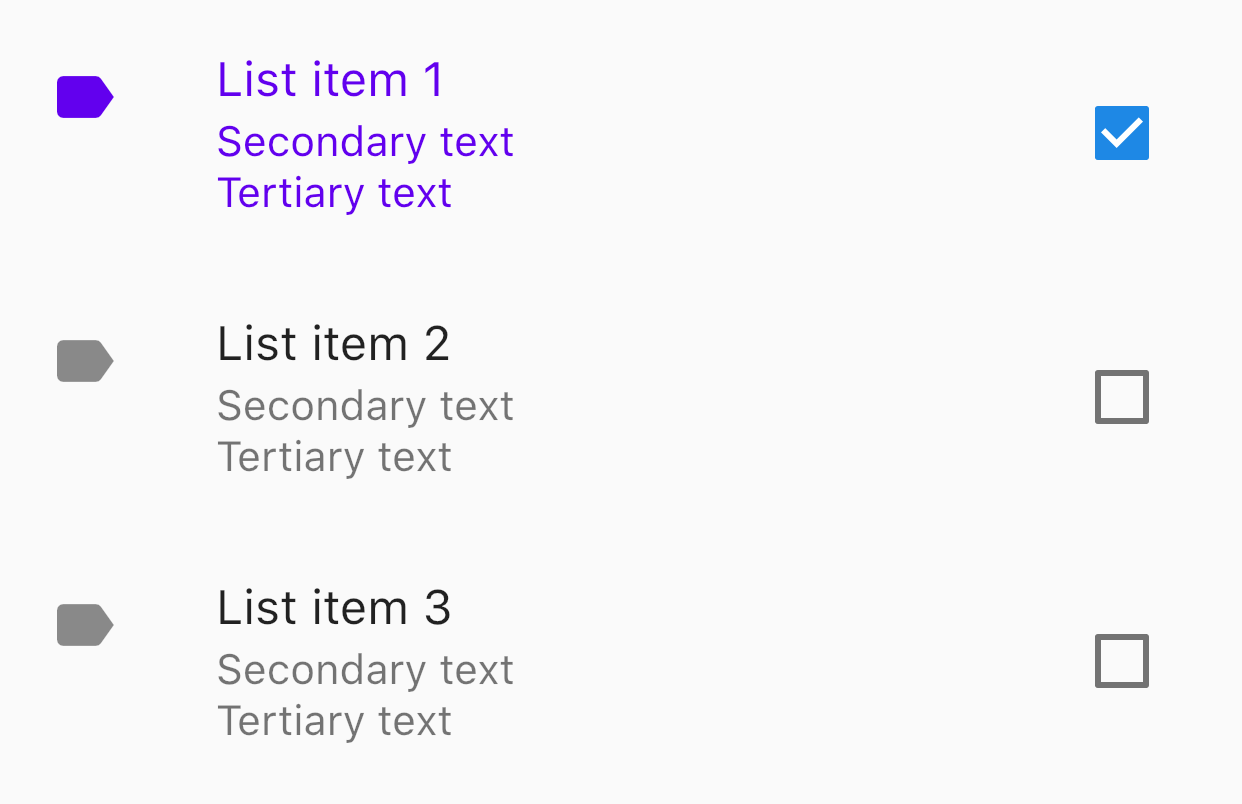 List item 1
Secondary text
Tertiary text
List item 2
Secondary text
Tertiary text
List item 3
Secondary text
Tertiary text